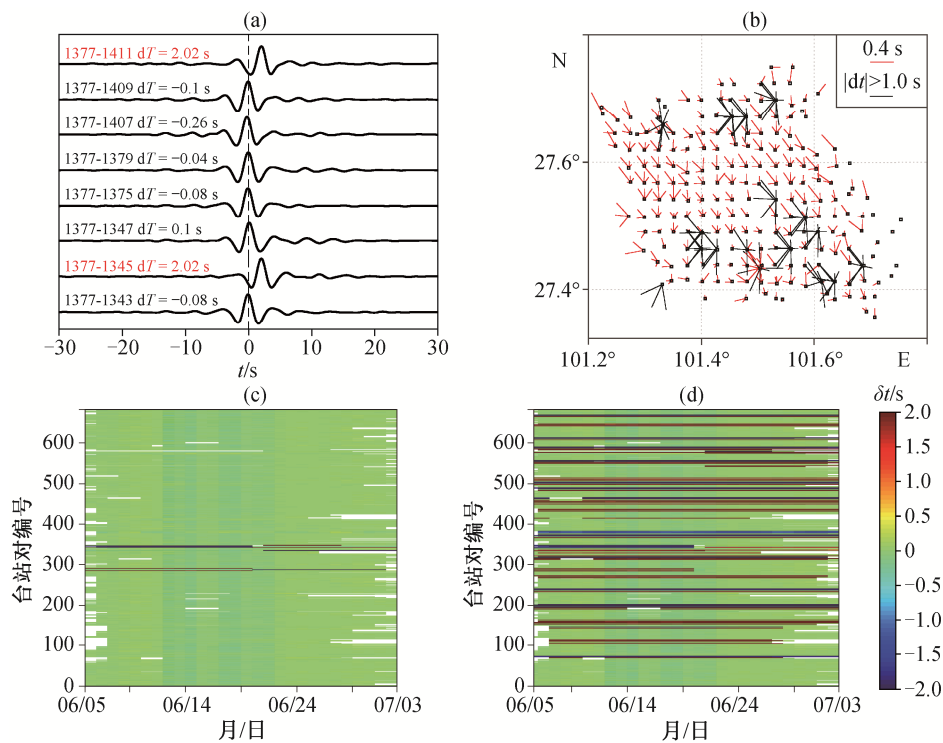 (a)
1377-1411 dT = 2.02 s
1377-1409 dT = −0.1 s
1377-1407 dT = −0.26 s
1377-1379 dT = −0.04 s
1377-1375 dT = −0.08 s
1377-1347 dT = 0.1 s
1377-1345 dT = 2.02 s
1377-1343 dT = −0.08 s
−30 −20 −10 0 10 20 30
t/s
(b)
N
0.4 s
|dt|>1.0 s
27.6°
27.4°
101.2° 101.4° 101.6° E
(c)
台站对编号
600
500
400
300
200
100
0
06/05 06/14 06/24 07/03
月/日
(d)
台站对编号
600
500
400
300
200
100
0
06/05 06/14 06/24 07/03
月/日
δt/s
2.0
1.5
1.0
0.5
0
−0.5
−1.0
−1.5
−2.0